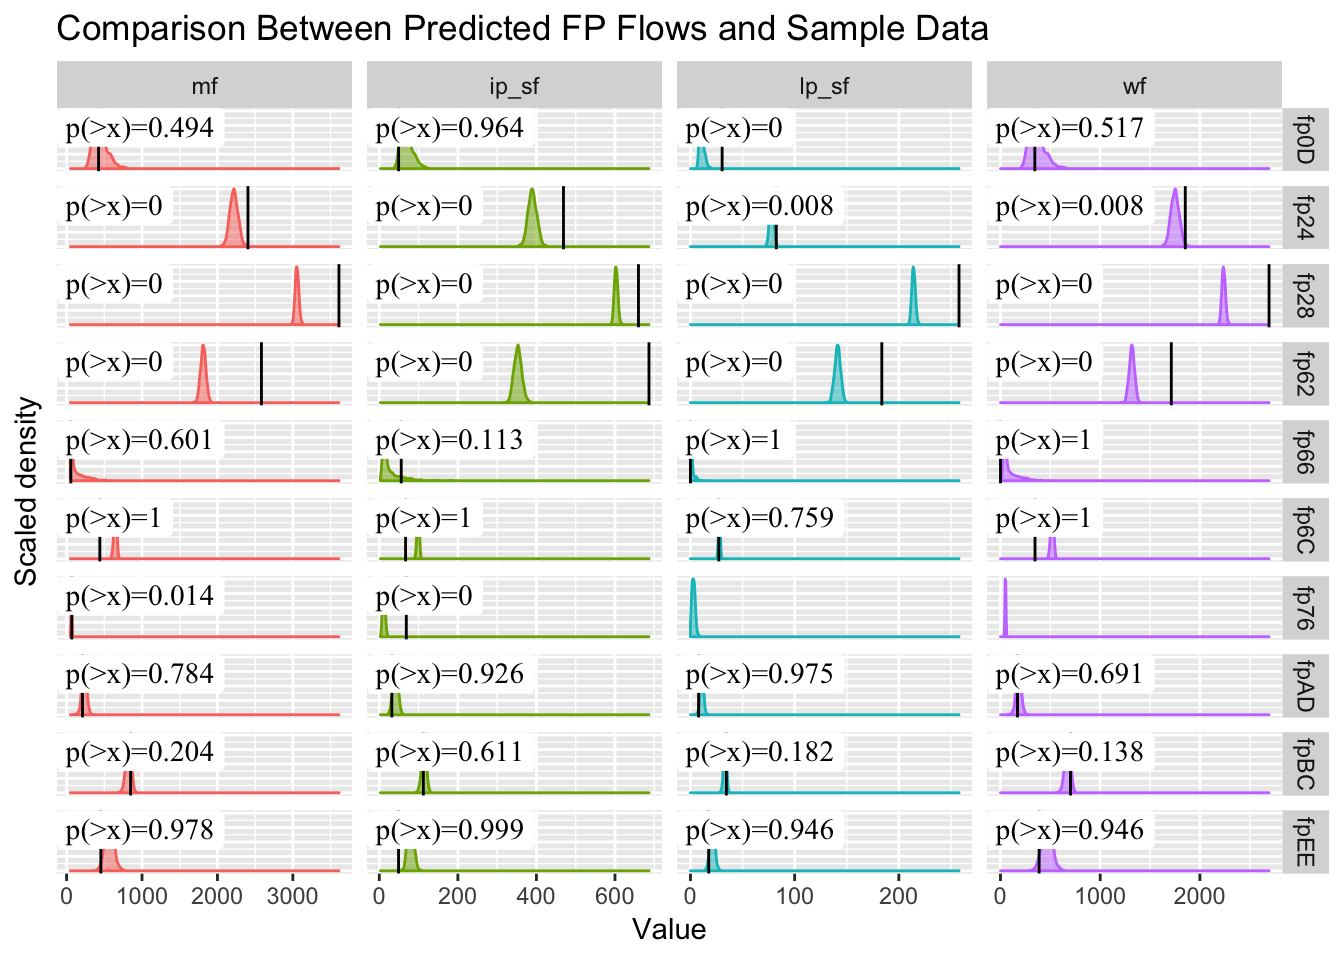 Comparison Between Predicted FP Flows and Sample Data
mf ip_sf lp_sf wf
p(>x)=0.494 p(>x)=0.964 p(>x)=0 p(>x)=0.517 fp0D
p(>x)=0 p(>x)=0 p(>x)=0.008 p(>x)=0.008 fp24
p(>x)=0 p(>x)=0 p(>x)=0 p(>x)=0 fp28
p(>x)=0 p(>x)=0 p(>x)=0 p(>x)=0 fp62
p(>x)=0.601 p(>x)=0.113 p(>x)=1 p(>x)=1 fp66
p(>x)=1 p(>x)=1 p(>x)=0.759 p(>x)=1 fp6C
p(>x)=0.014 p(>x)=0 fp76
p(>x)=0.784 p(>x)=0.926 p(>x)=0.975 p(>x)=0.691 fpAD
p(>x)=0.204 p(>x)=0.611 p(>x)=0.182 p(>x)=0.138 fpBC
p(>x)=0.978 p(>x)=0.999 p(>x)=0.946 p(>x)=0.946 fpEE
0 1000 2000 3000 0 200 400 600 0 100 200 0 1000 2000
Value
Scaled density